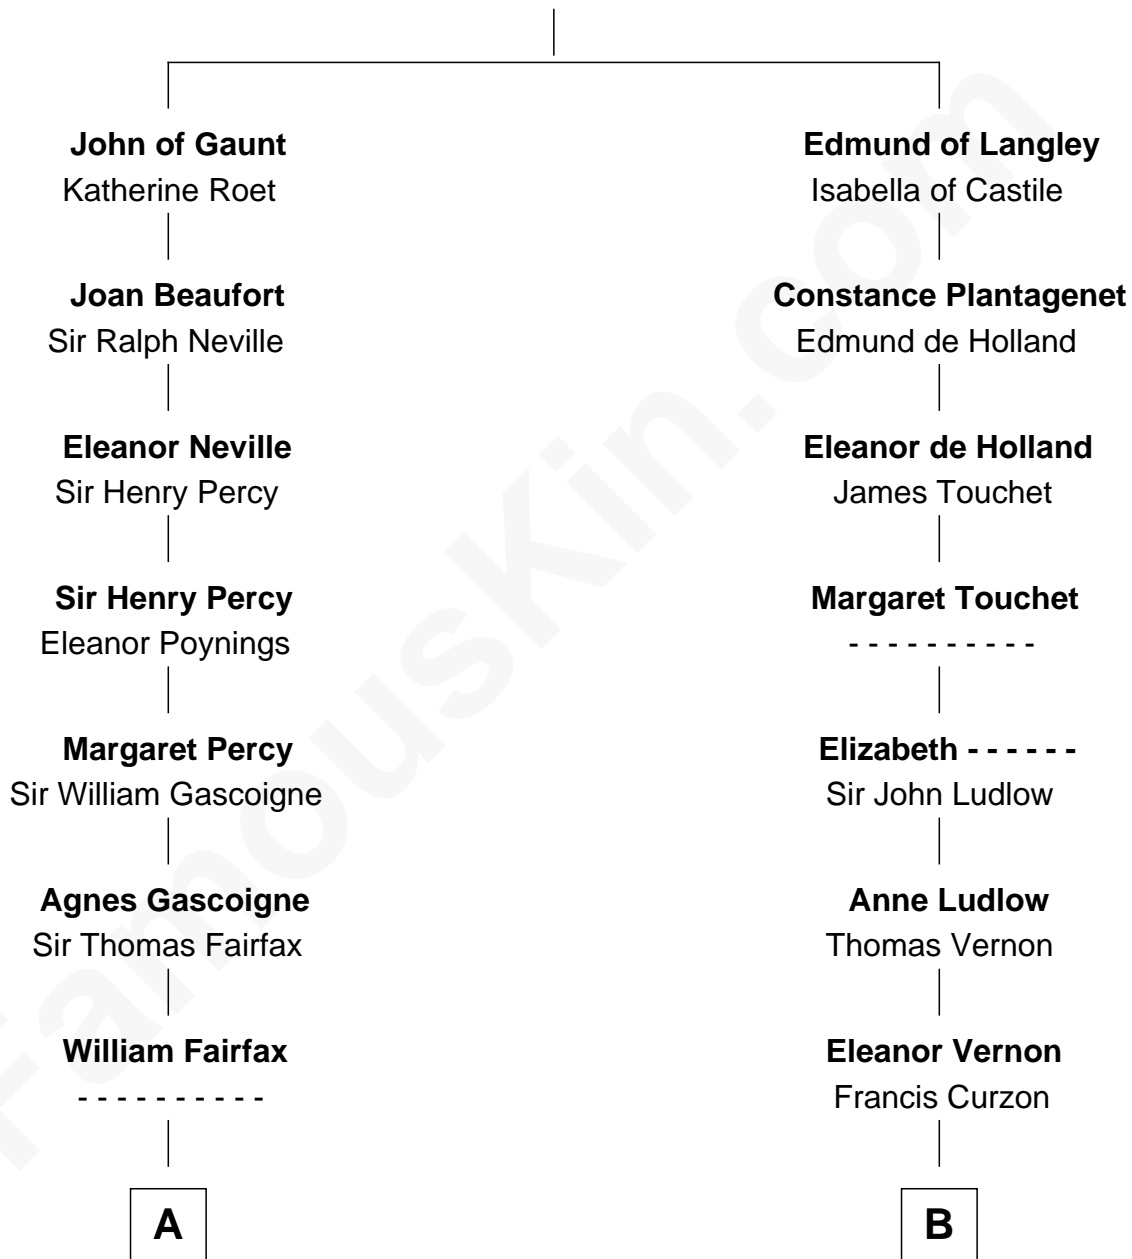 John of Gaunt
Katherine Roet
Edmund of Langley
Isabella of Castile
Joan Beaufort
Sir Ralph Neville
Constance Plantagenet
Edmund de Holland
Eleanor Neville
Sir Henry Percy
Eleanor de Holland
James Touchet
Sir Henry Percy
Eleanor Poynings
Margaret Touchet
- - - - - - - - - -
Margaret Percy
Sir William Gascoigne
Elizabeth - - - - - -
Sir John Ludlow
Agnes Gascoigne
Sir Thomas Fairfax
Anne Ludlow
Thomas Vernon
William Fairfax
- - - - - - - - - -
Eleanor Vernon
Francis Curzon
A
B
FamousKin.com